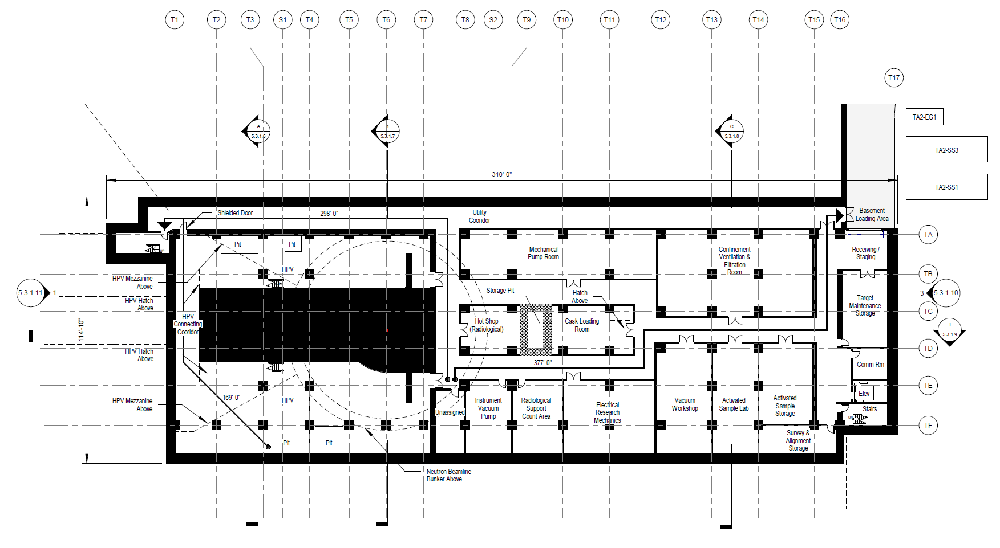 T1
T2
T3
S1
T4
T5
T6
T7
T8
S2
T9
T10
T11
T12
T13
T14
T15
T16
T17
TA2-EG1
A
5.3.1.6
1
5.3.1.7
C
5.3.1.8
TA2-SS3
340'-0"
TA2-SS1
Shielded Door
298'-0"
Utility
Cooridor
Basement
Loading Area
TA
Pit
Pit
UP
Mechanical
Pump Room
Confinement
Ventilation &
Filtration
Room
Receiving /
Staging
HPV
TB
HPV Mezzanine
Above
5.3.1.11
1
Storage Pit
Hatch
Above
3
5.3.1.10
HPV Hatch
Above
Target
Maintenance
Storage
TC
HPV
Connecting
Cooridor
Hot Shop
(Radiological)
Cask Loading
Room
114'-10"
1
5.3.1.9
HPV Hatch
Above
TD
377'-0"
Comm Rm
TE
169'-0"
HPV
HPV Mezzanine
Above
Elev
Unassigned
Instrument
Vacuum
Pump
Radiological
Support
Count Area
Electrical
Research
Mechanics
Vacuum
Workshop
Activated
Sample Lab
Activated
Sample
Storage
Stairs
UP
TF
Pit
Pit
Survey &
Alignment
Storage
Neutron Beamline
Bunker Above